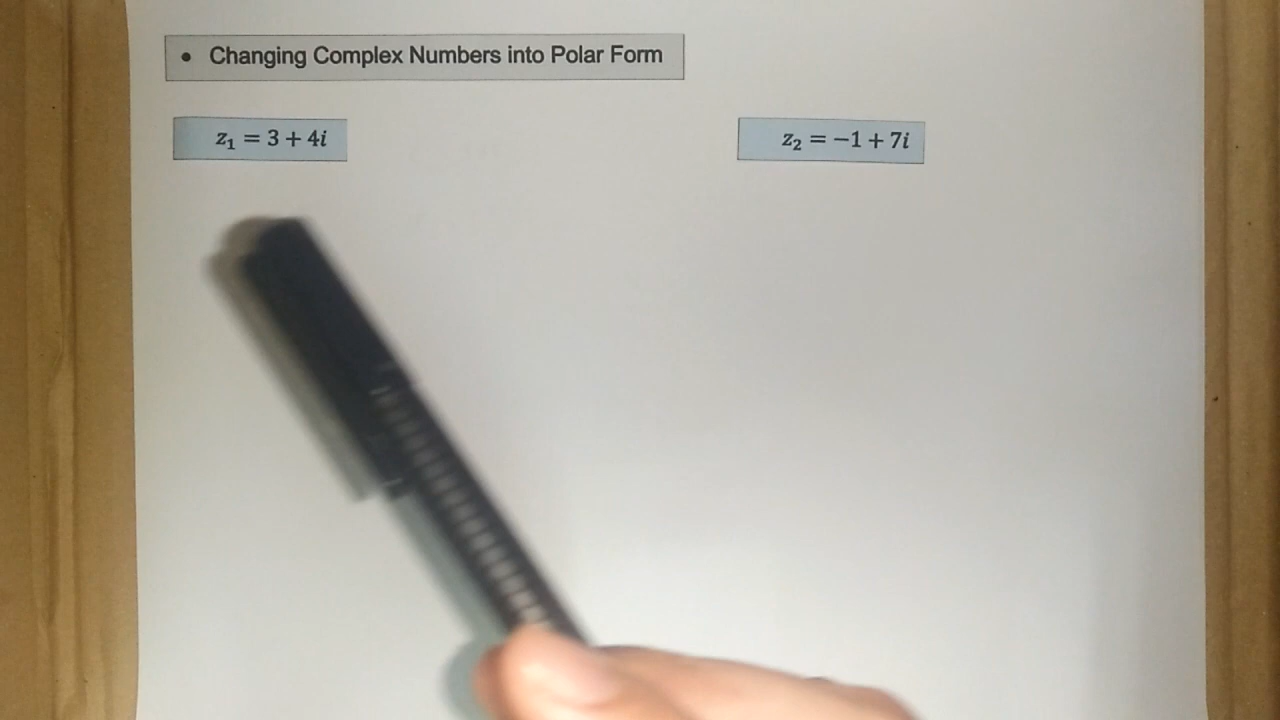 • Changing Complex Numbers into Polar Form
z₁ = 3 + 4i
z₂ = −1 + 7i